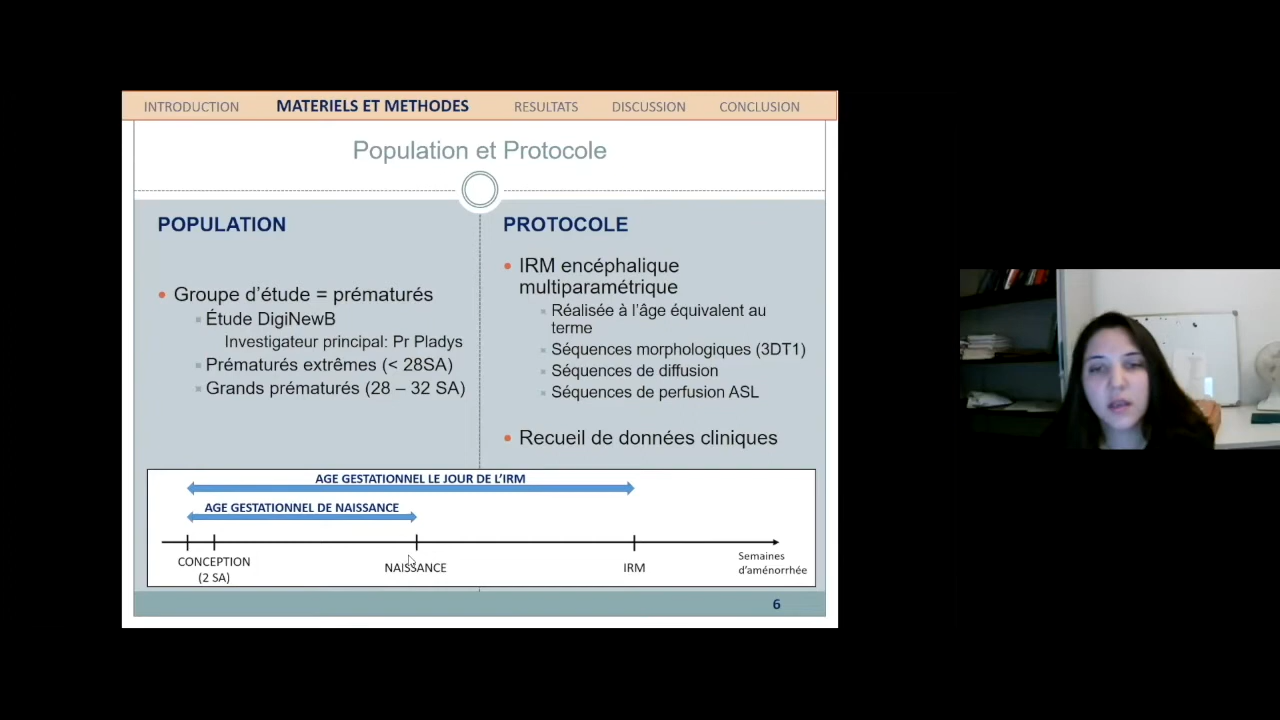 INTRODUCTION MATERIELS ET METHODES RESULTATS DISCUSSION CONCLUSION
Population et Protocole
POPULATION
Groupe d'étude = prématurés
Étude DigiNewB
Investigateur principal: Pr Pladys
Prématurés extrêmes (< 28SA)
Grands prématurés (28 – 32 SA)
PROTOCOLE
IRM encéphalique
multiparamétrique
Réalisée à l'âge équivalent au
terme
Séquences morphologiques (3DT1)
Séquences de diffusion
Séquences de perfusion ASL
Recueil de données cliniques
AGE GESTATIONNEL LE JOUR DE L'IRM
AGE GESTATIONNEL DE NAISSANCE
CONCEPTION
(2 SA)
NAISSANCE
IRM
Semaines
d'aménorrhée
6